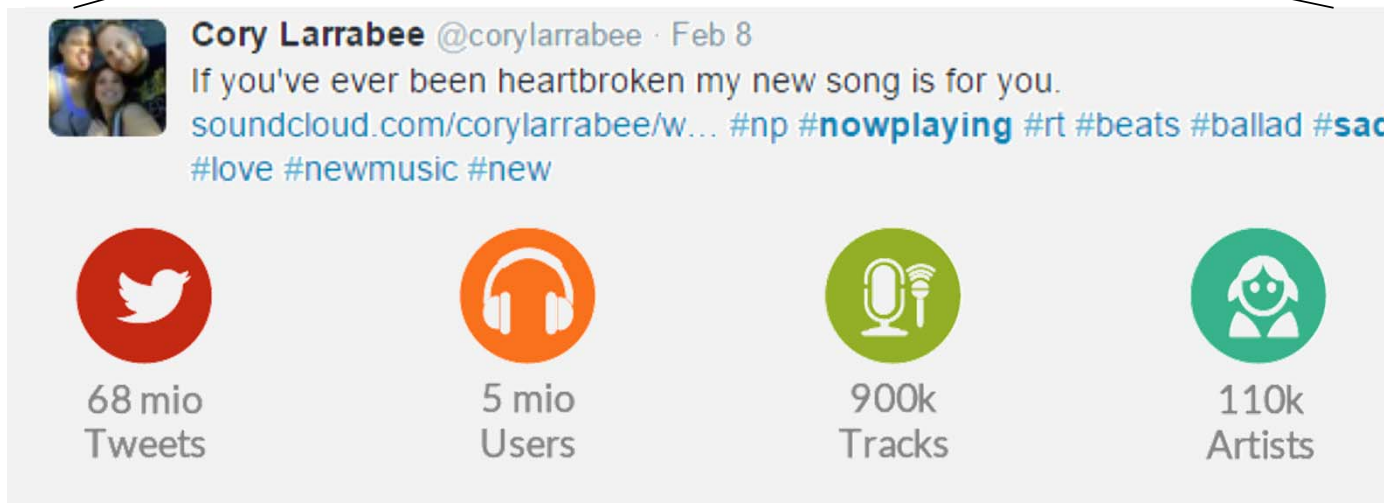 Cory Larrabee @corylarrabee · Feb 8
If you've ever been heartbroken my new song is for you.
soundcloud.com/corylarrabee/w... #np #nowplaying #rt #beats #ballad #sad
#love #newmusic #new
68 mio 5 mio 900k 110k
Tweets Users Tracks Artists